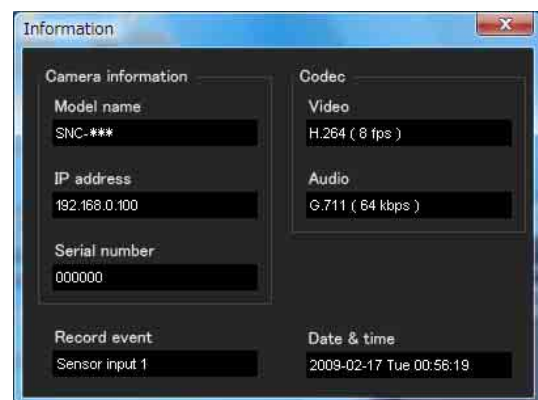 Information
Camera information
Model name
SNC-***
IP address
192.168.0.100
Serial number
000000
Codec
Video
H.264 ( 8 fps )
Audio
G.711 ( 64 kbps )
Record event
Sensor input 1
Date & time
2009-02-17 Tue 00:56:19